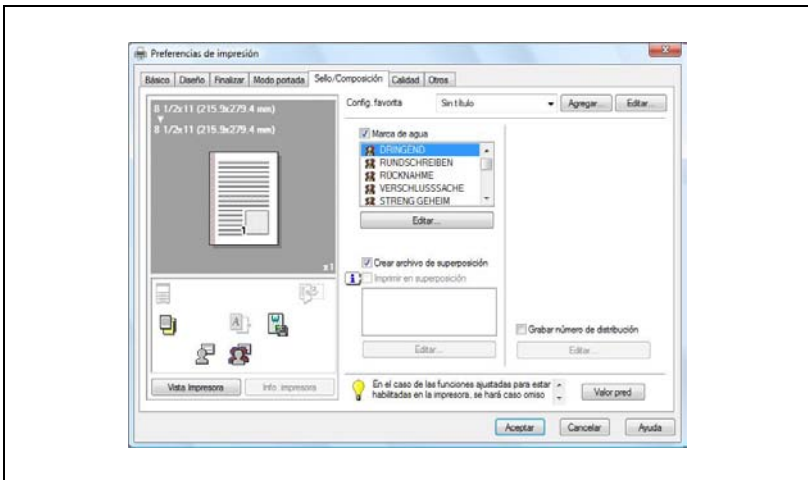 Preferencias de impresión
Básico Diseño Finalizar Modo portada Sello/Composición Calidad Otros
8 1/2x11 (215.9x279.4 mm)
8 1/2x11 (215.9x279.4 mm)
1
x1
Vista Impresora Info. impresora
Config. favorita Sin título Agregar... Editar...
Marca de agua
DRINGEND
RUNDSCHREIBEN
RÜCKNAHME
VERSCHLUSSSACHE
STRENG GEHEIM
Editar...
Crear archivo de superposición
Imprimir en superposición
Editar...
Grabar número de distribución
Editar...
En el caso de las funciones ajustadas para estar
habilitadas en la impresora, se hará caso omiso
Valor pred
Aceptar Cancelar Ayuda